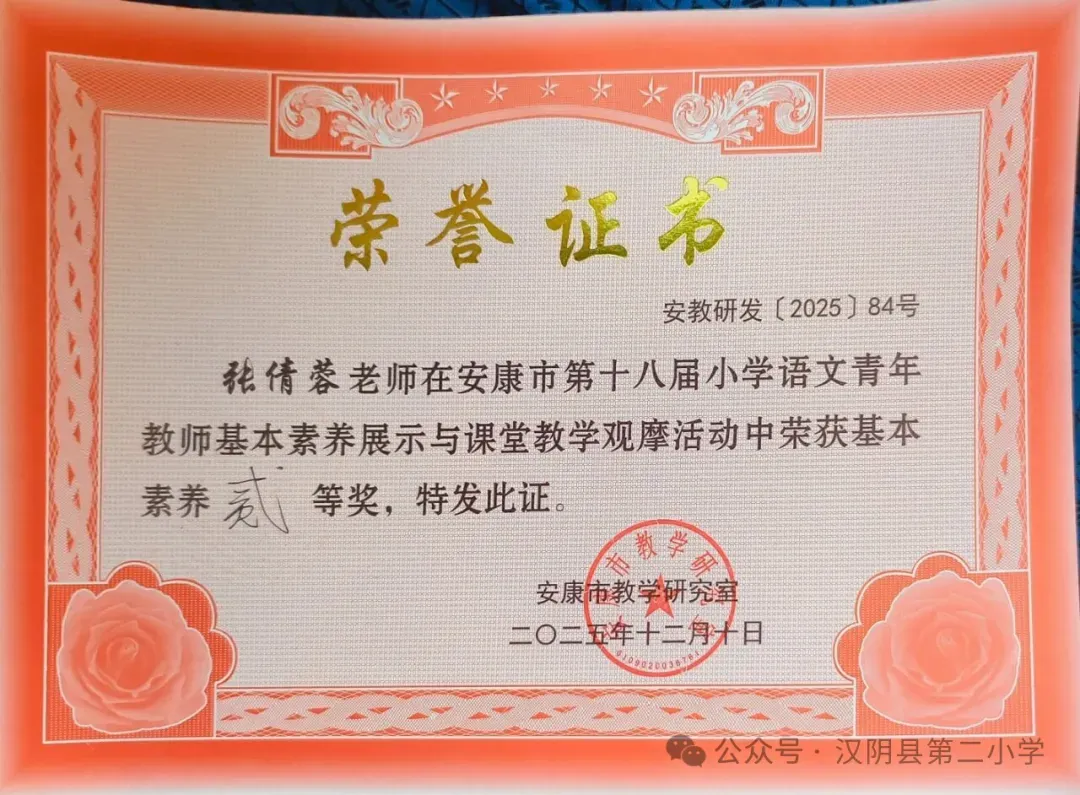 荣誉证书
安教研发〔2025〕84号
张倩蓉老师在安康市第十八届小学语文青年
教师基本素养展示与课堂教学观摩活动中荣获基本
素养贰等奖，特发此证。
安康市教学研究室
二〇二五年十二月十日
公众号·汉阴县第二小学